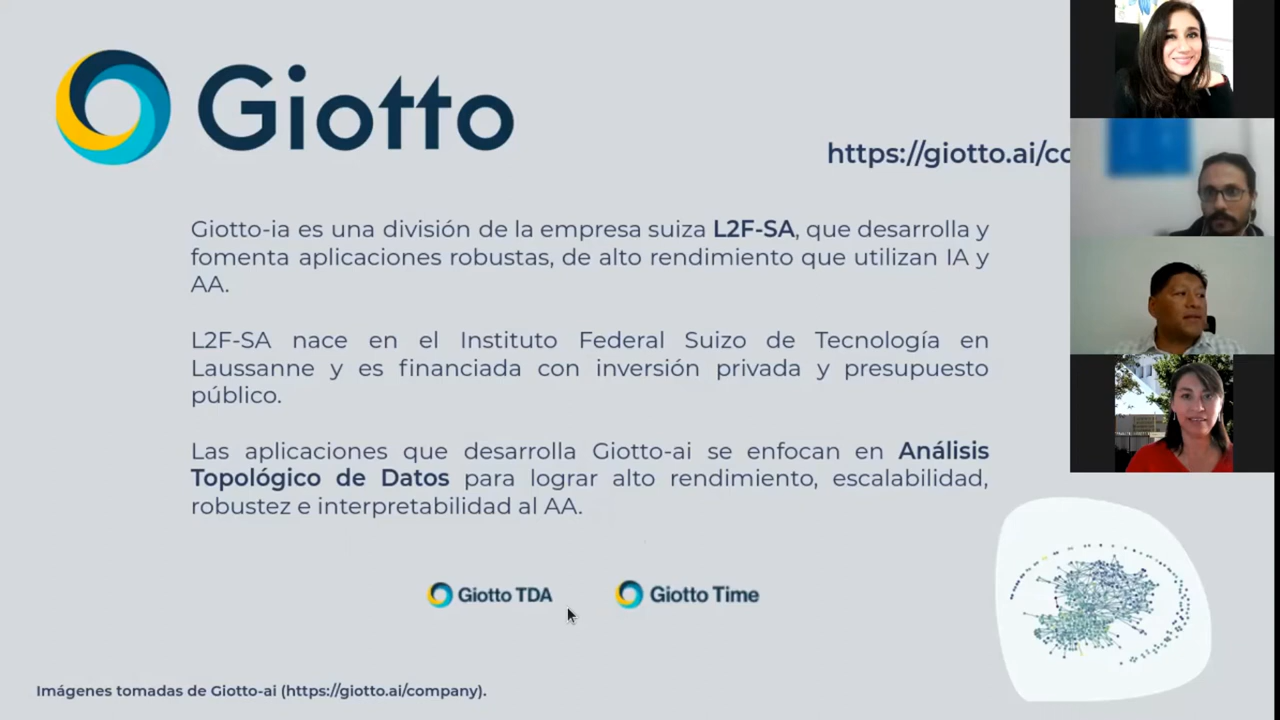 Giotto
https://giotto.ai/co
Giotto-ia es una división de la empresa suiza L2F-SA, que desarrolla y
fomenta aplicaciones robustas, de alto rendimiento que utilizan IA y
AA.
L2F-SA nace en el Instituto Federal Suizo de Tecnología en
Laussanne y es financiada con inversión privada y presupuesto
público.
Las aplicaciones que desarrolla Giotto-ai se enfocan en Análisis
Topológico de Datos para lograr alto rendimiento, escalabilidad,
robustez e interpretabilidad al AA.
Giotto TDA
Giotto Time
Imágenes tomadas de Giotto-ai (https://giotto.ai/company).